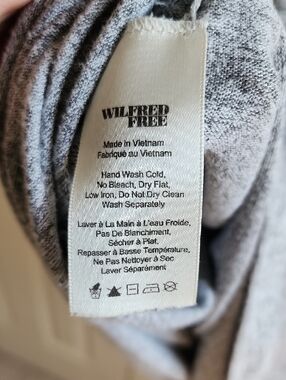 WILFRED
FREE
Made in Vietnam
Fabriqué au Vietnam
Hand Wash Cold,
No Bleach, Dry Flat,
Low Iron, Do Not Dry Clean
Wash Separately
Laver à La Main à L'eau Froide,
Pas De Blanchiment,
Sécher à Plat,
Repasser à Basse Température,
Ne Pas Nettoyer à Sec
Laver Séparément